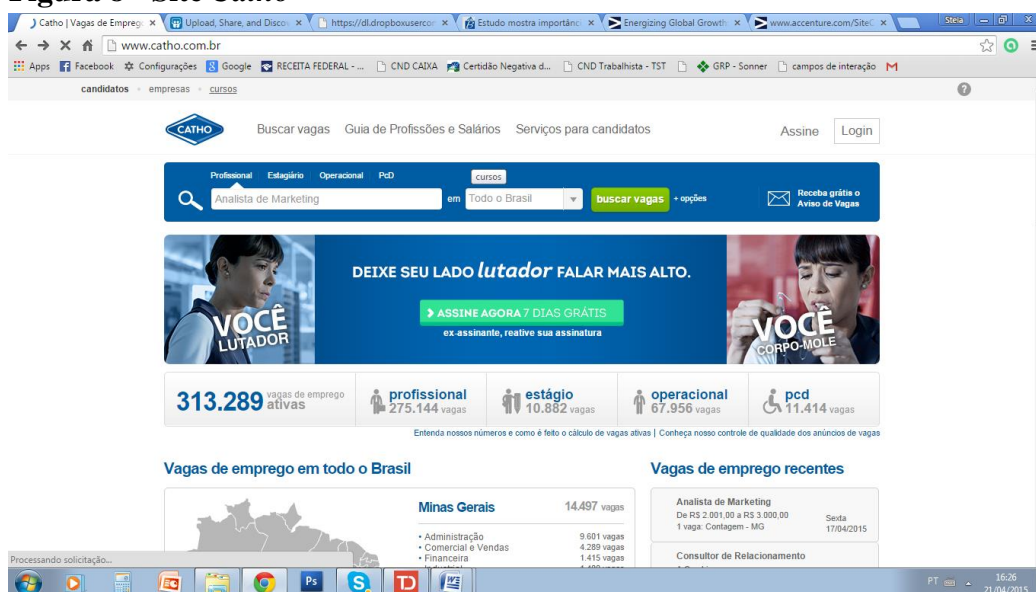 Catho | Vagas de Empreg
Upload, Share, and Disco
https://dl.dropboxusercor
Estudo mostra importânc
Energizing Global Growth
www.accenture.com/SiteC
Stela
www.catho.com.br
Apps Facebook Configurações Google RECEITA FEDERAL - ... CND CAIXA Certidão Negativa d... CND Trabalhista - TST GRP - Sonner campos de interação
candidatos empresas cursos
CATHO Buscar vagas Guia de Profissões e Salários Serviços para candidatos Assine Login
Profissional Estagiário Operacional PcD cursos
Analista de Marketing em Todo o Brasil buscar vagas + opções
Receba grátis o
Aviso de Vagas
DEIXE SEU LADO lutador FALAR MAIS ALTO.
ASSINE AGORA 7 DIAS GRÁTIS
ex-assinante, reative sua assinatura
VOCÊ
LUTADOR
VOCÊ
CORPO-MOLE
313.289 vagas de emprego ativas
profissional
275.144 vagas
estágio
10.882 vagas
operacional
67.956 vagas
pcd
11.414 vagas
Entenda nossos números e como é feito o cálculo de vagas ativas | Conheça nosso controle de qualidade dos anúncios de vagas
Vagas de emprego em todo o Brasil
Minas Gerais 14.497 vagas
• Administração 9.601 vagas
• Comercial e Vendas 4.289 vagas
• Financeira 1.415 vagas
Vagas de emprego recentes
Analista de Marketing
De R$ 2.001,00 a R$ 3.000,00
1 vaga: Contagem - MG
Sexta
17/04/2015
Consultor de Relacionamento
Processando solicitação...
Ps
PT
16:26
21/04/2015